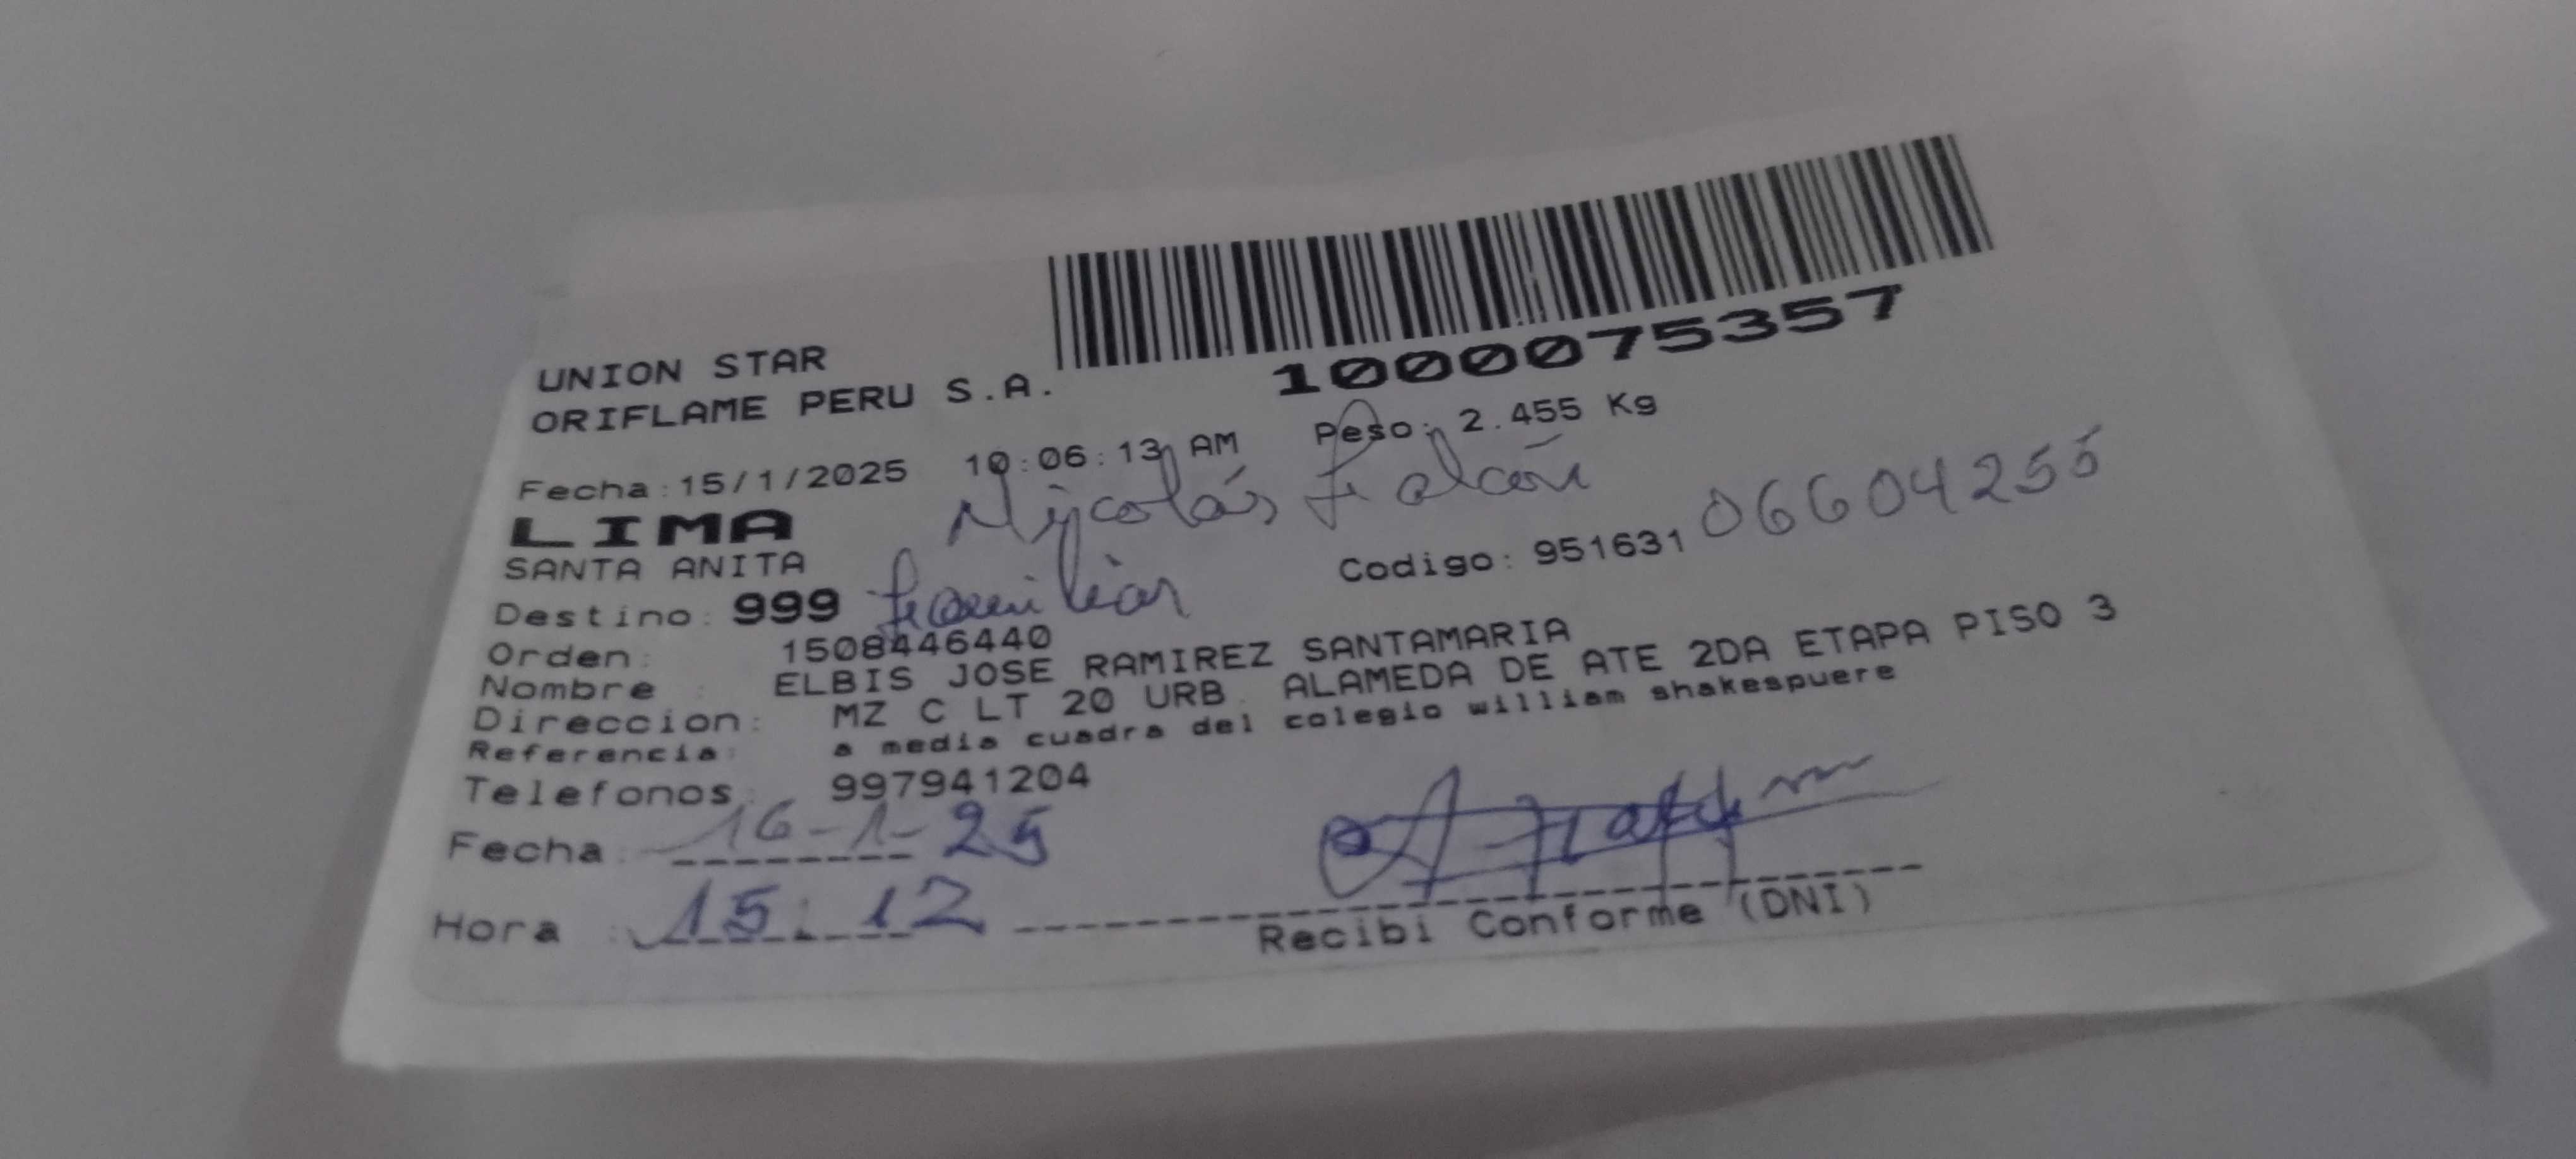 1000075357
UNION STAR
ORIFLAME PERU S.A.
Fecha:15/1/2025 10:06:13 AM Peso: 2.455 Kg
Nicolás Falcón 06604255
LIMA
SANTA ANITA
Codigo: 951631
Destino: 999 familiar
Orden: 1508446440
Nombre : ELBIS JOSE RAMIREZ SANTAMARIA
Direccion: MZ C LT 20 URB. ALAMEDA DE ATE 2DA ETAPA PISO 3
Referencia: a media cuadra del colegio william shakespuere
Telefonos: 997941204
Fecha : 16-1-25
Hora : 15:12
Recibi Conforme (DNI)